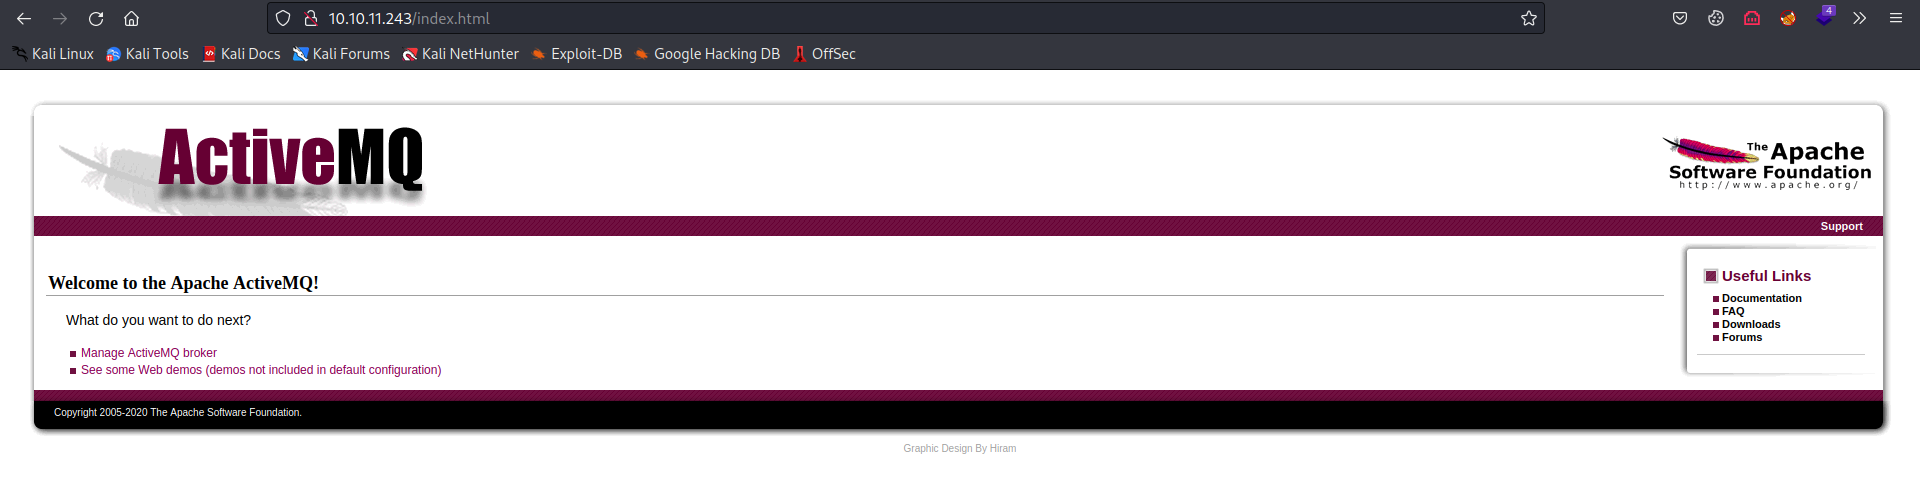 10.10.11.243/index.html
4
Kali Linux Kali Tools Kali Docs Kali Forums Kali NetHunter Exploit-DB Google Hacking DB OffSec
ActiveMQ
The Apache
Software Foundation
http://www.apache.org/
Support
Welcome to the Apache ActiveMQ!
What do you want to do next?
Manage ActiveMQ broker
See some Web demos (demos not included in default configuration)
Useful Links
Documentation
FAQ
Downloads
Forums
Copyright 2005-2020 The Apache Software Foundation.
Graphic Design By Hiram